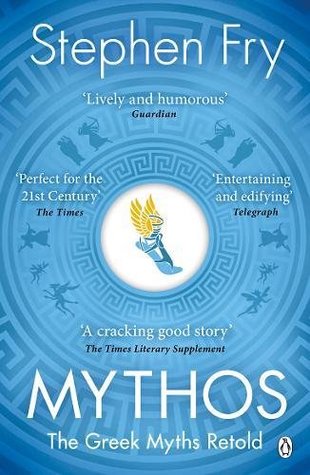 Stephen Fry
‘Lively and humorous’
Guardian
‘Perfect for the
21st Century’
The Times
‘Entertaining
and edifying’
Telegraph
‘A cracking good story’
The Times Literary Supplement
MYTHOS
The Greek Myths Retold